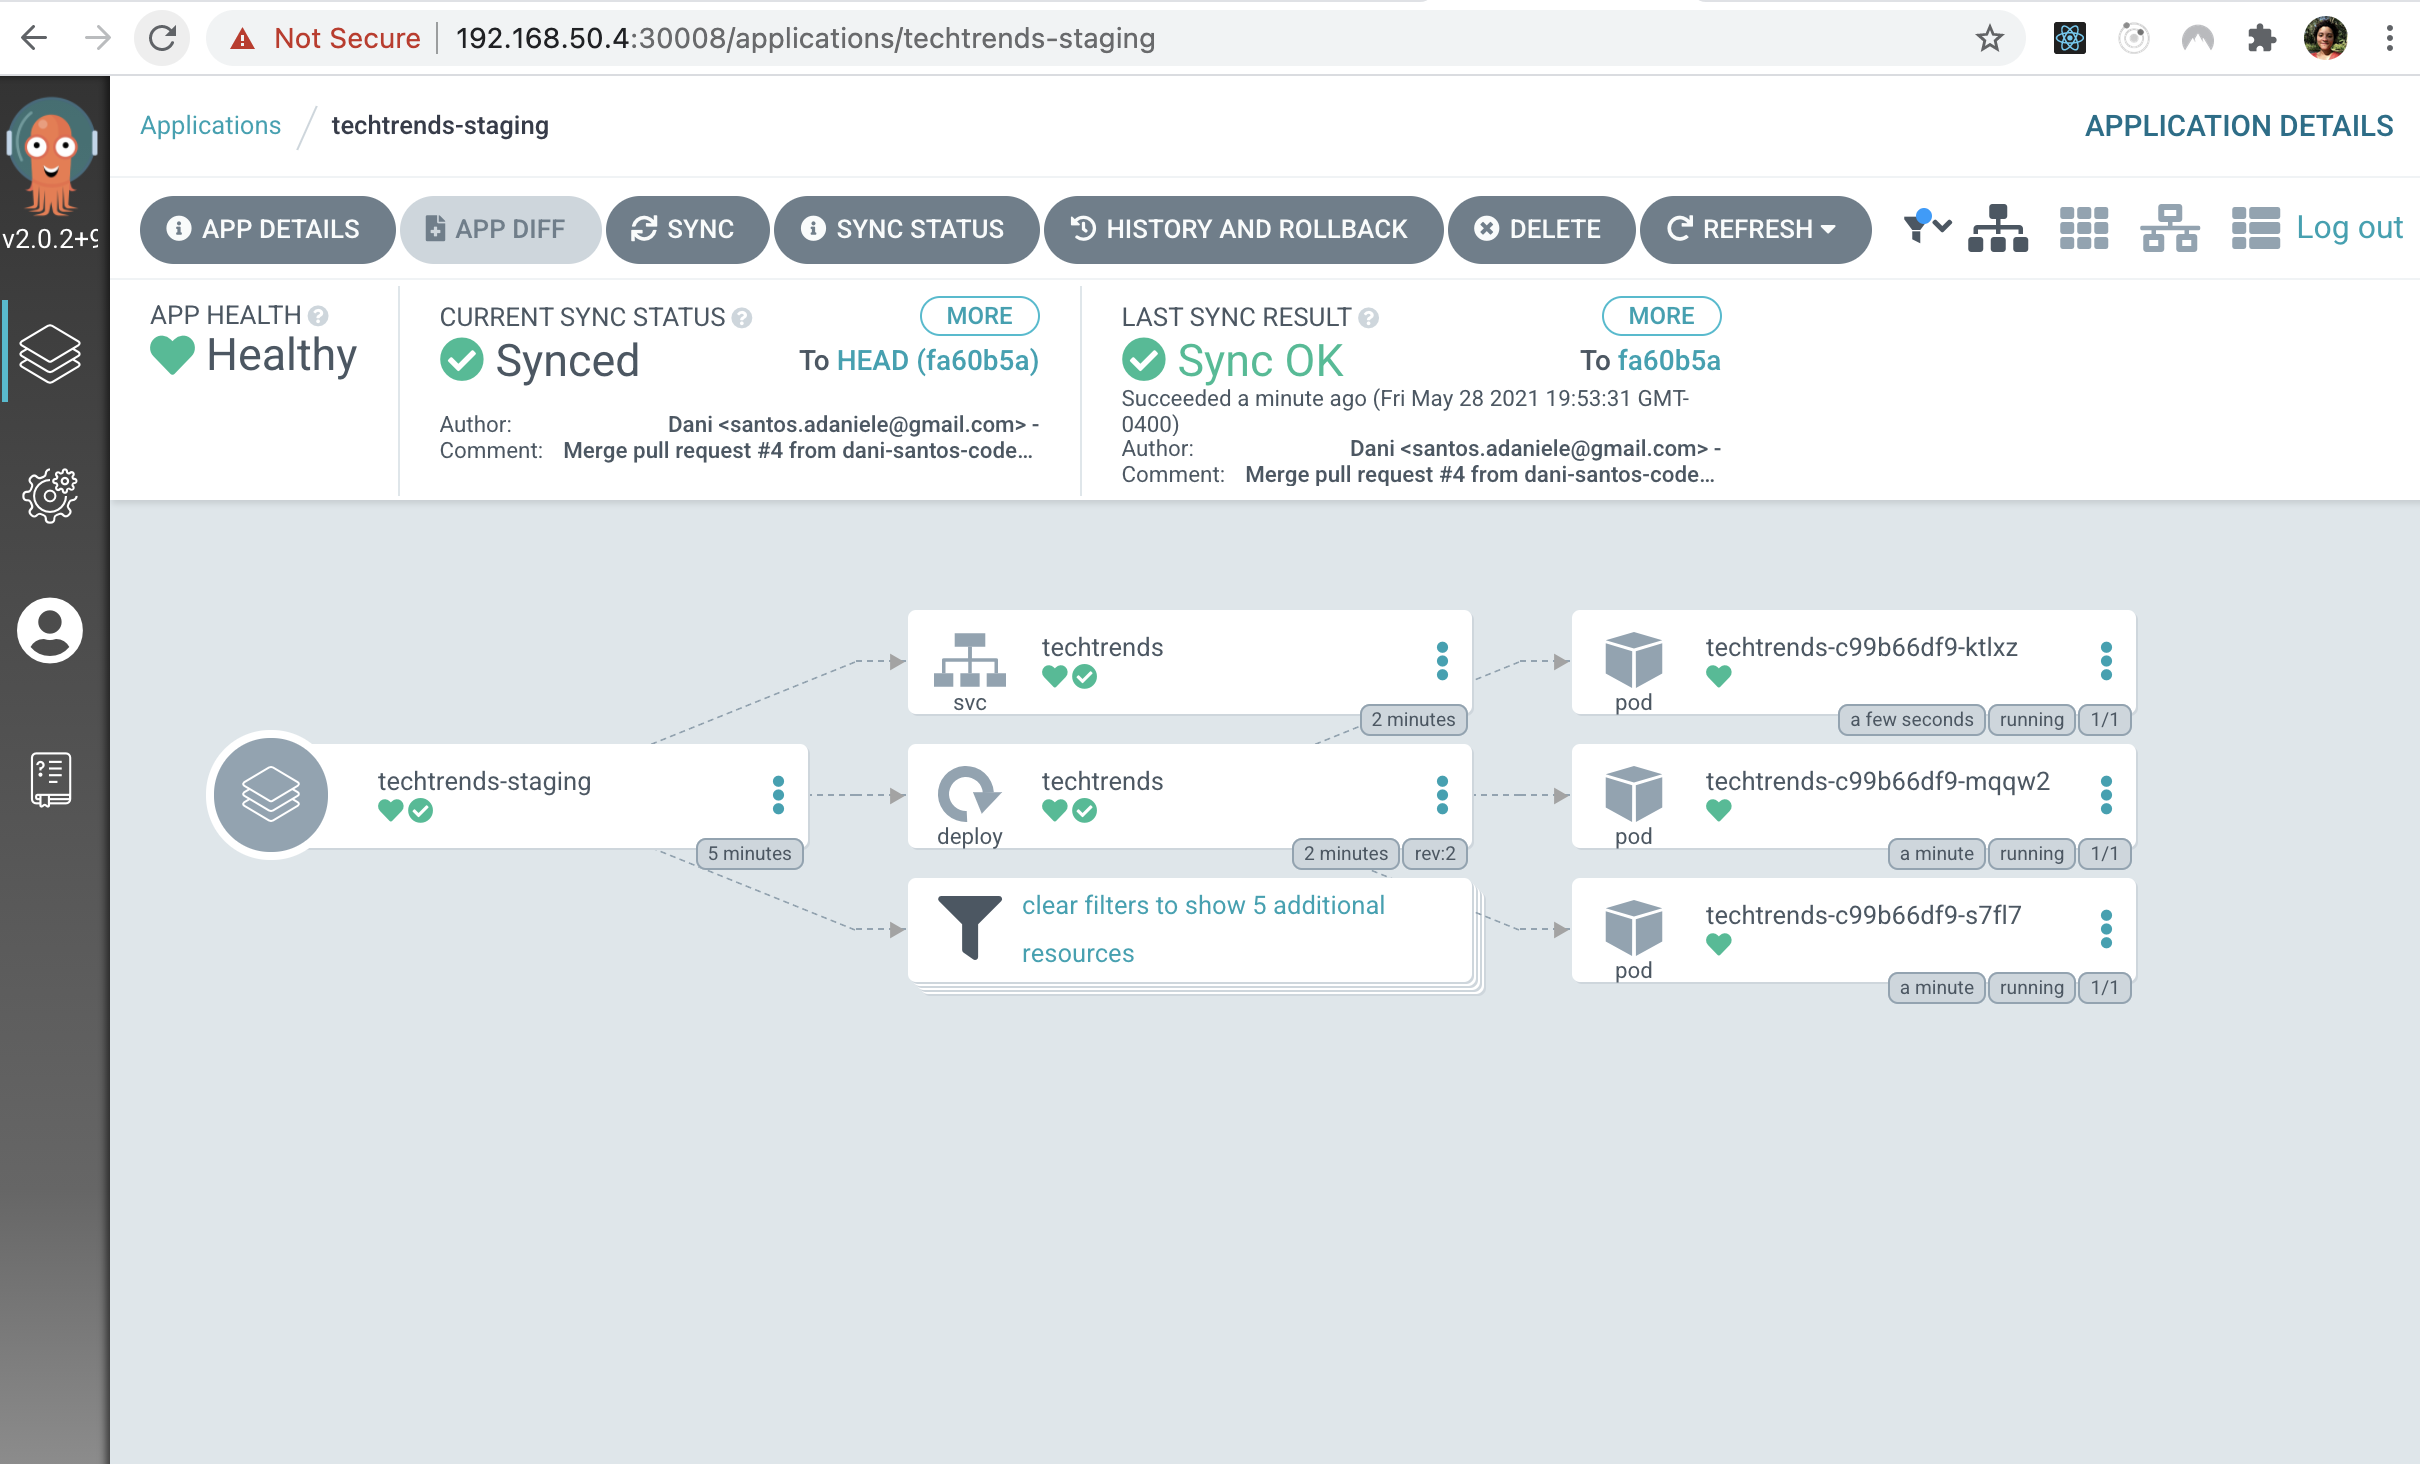 Not Secure 192.168.50.4:30008/applications/techtrends-staging
Applications / techtrends-staging
APPLICATION DETAILS
v2.0.2+9
APP DETAILS
APP DIFF
SYNC
SYNC STATUS
HISTORY AND ROLLBACK
DELETE
REFRESH
Log out
APP HEALTH
Healthy
CURRENT SYNC STATUS
MORE
Synced
To HEAD (fa60b5a)
Author: Dani <santos.adaniele@gmail.com> -
Comment: Merge pull request #4 from dani-santos-code...
LAST SYNC RESULT
MORE
Sync OK
To fa60b5a
Succeeded a minute ago (Fri May 28 2021 19:53:31 GMT-
0400)
Author: Dani <santos.adaniele@gmail.com> -
Comment: Merge pull request #4 from dani-santos-code...
techtrends-staging
5 minutes
techtrends
svc
2 minutes
techtrends
deploy
2 minutes rev:2
clear filters to show 5 additional
resources
techtrends-c99b66df9-ktlxz
pod
a few seconds running 1/1
techtrends-c99b66df9-mqqw2
pod
a minute running 1/1
techtrends-c99b66df9-s7fl7
pod
a minute running 1/1